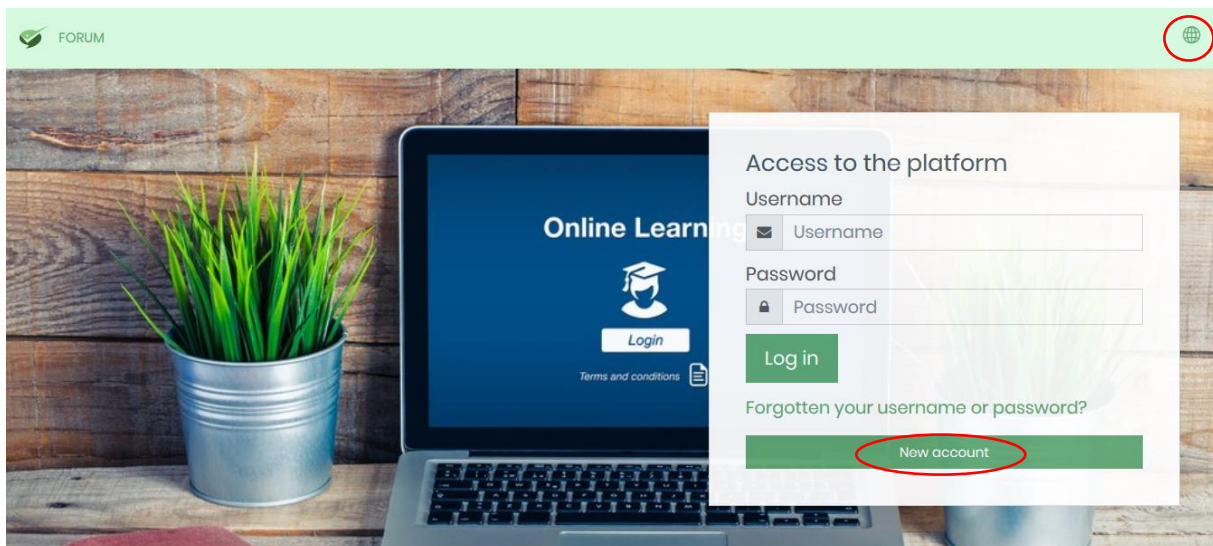 FORUM
Access to the platform
Username
Username
Password
Password
Log in
Forgotten your username or password?
New account
Online Learning
Login
Terms and conditions